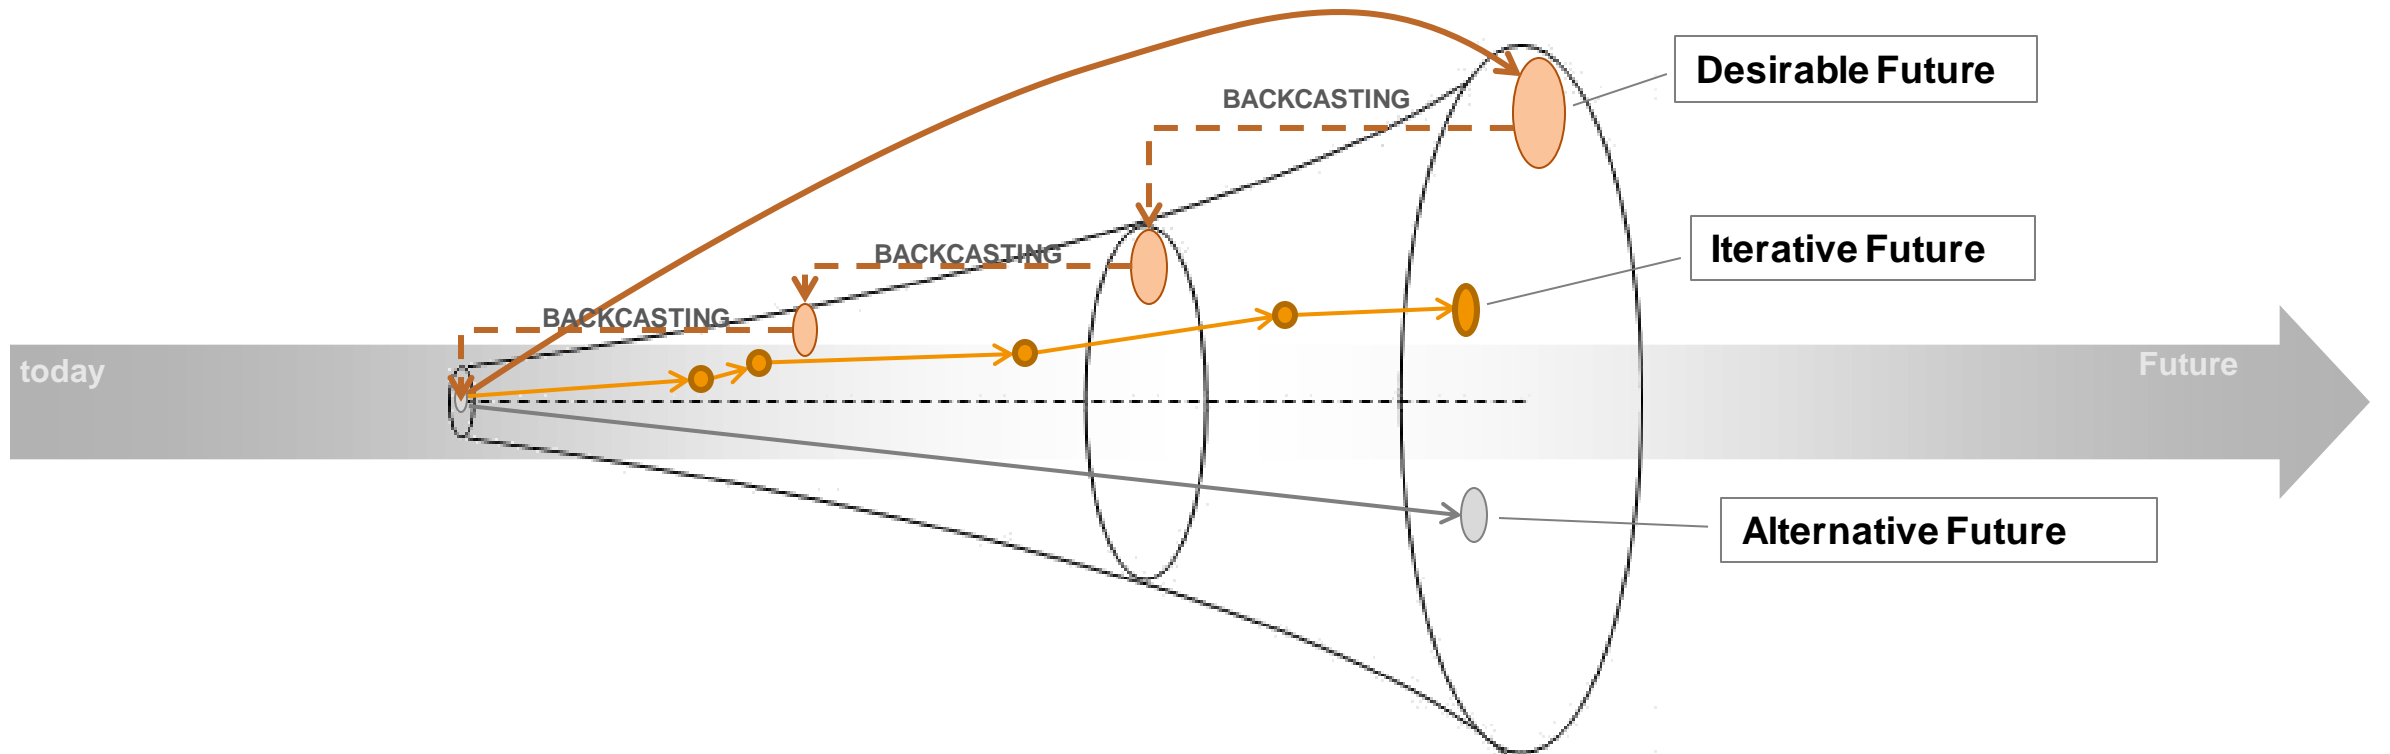 Desirable Future
BACKCASTING
Iterative Future
BACKCASTING
BACKCASTING
today
Future
Alternative Future